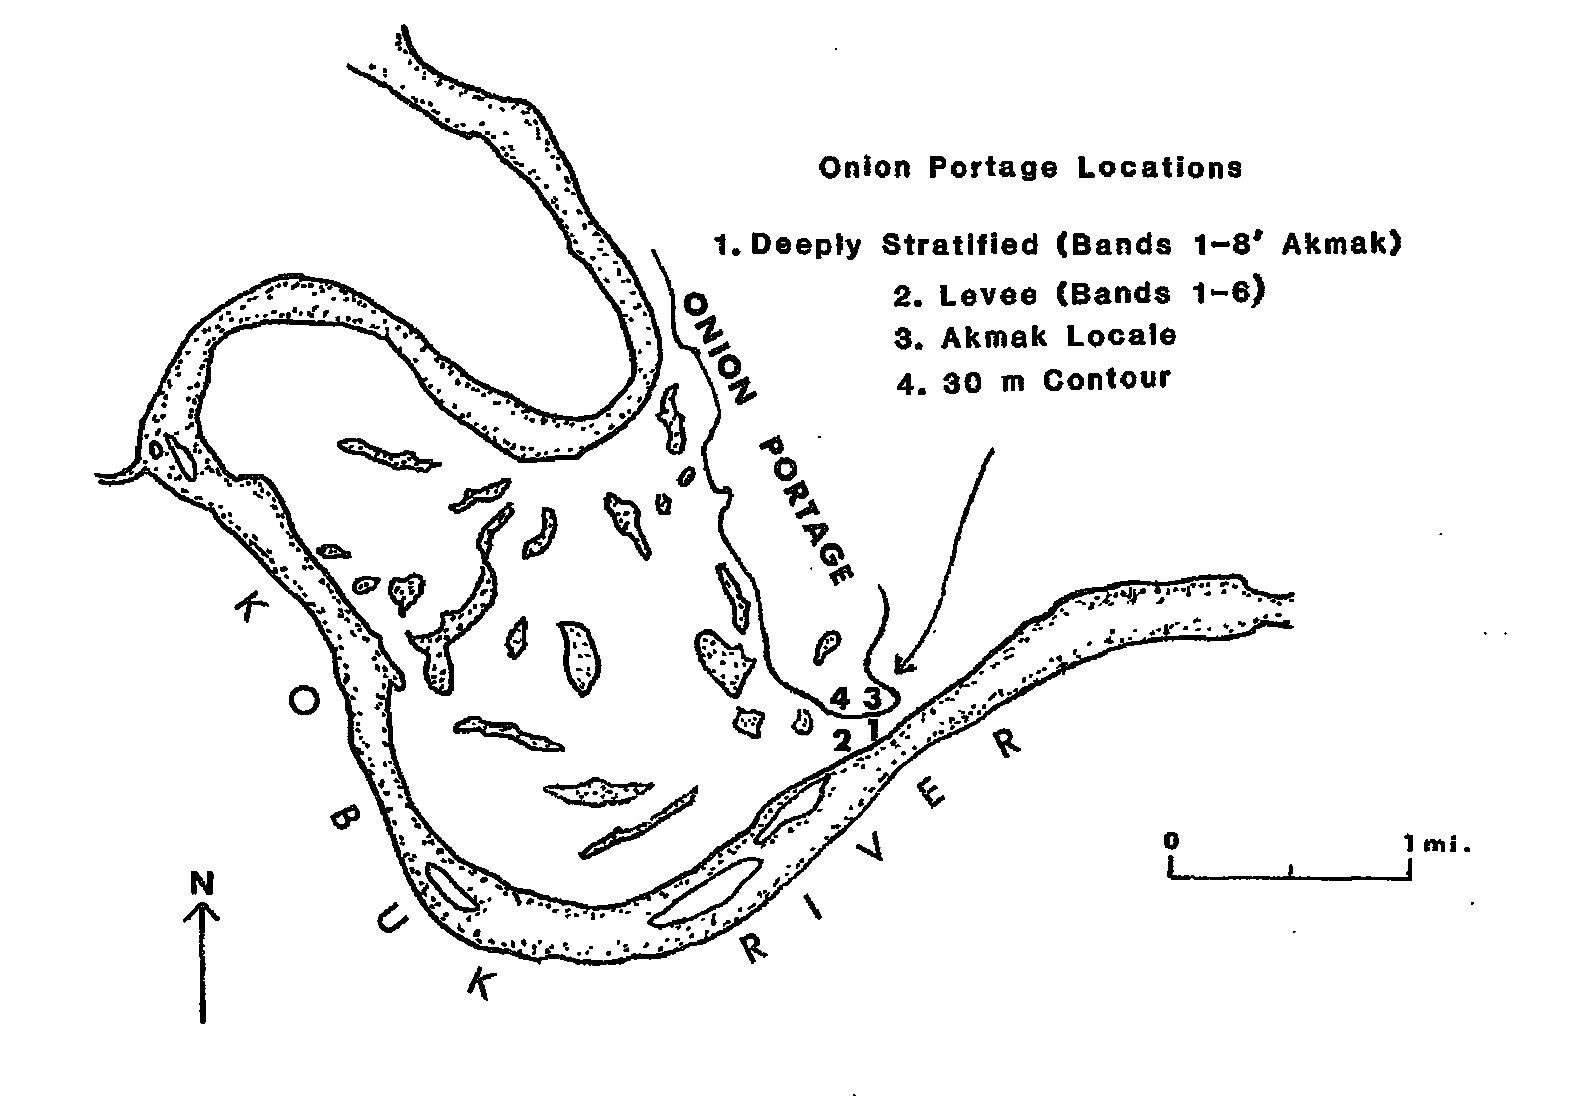 Onion Portage Locations
1. Deeply Stratified (Bands 1-8' Akmak)
2. Levee (Bands 1-6)
3. Akmak Locale
4. 30 m Contour
ONION PORTAGE
4 3
2 1
KOBUK RIVER
0 1 mi.
N